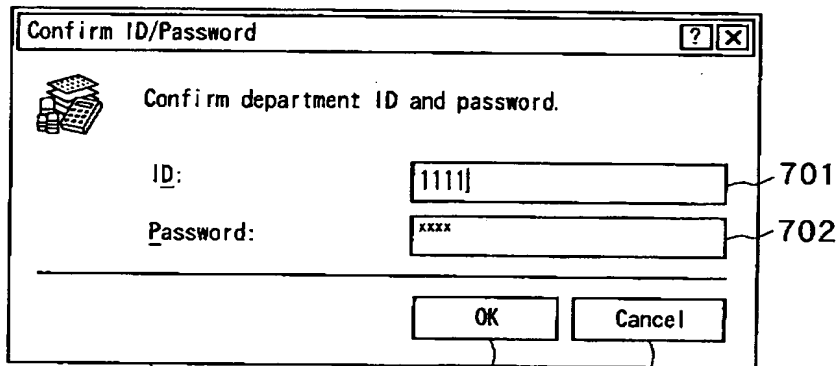 Confirm ID/Password ? X
Confirm department ID and password.
ID: 1111 701
Password: xxxx 702
OK Cancel